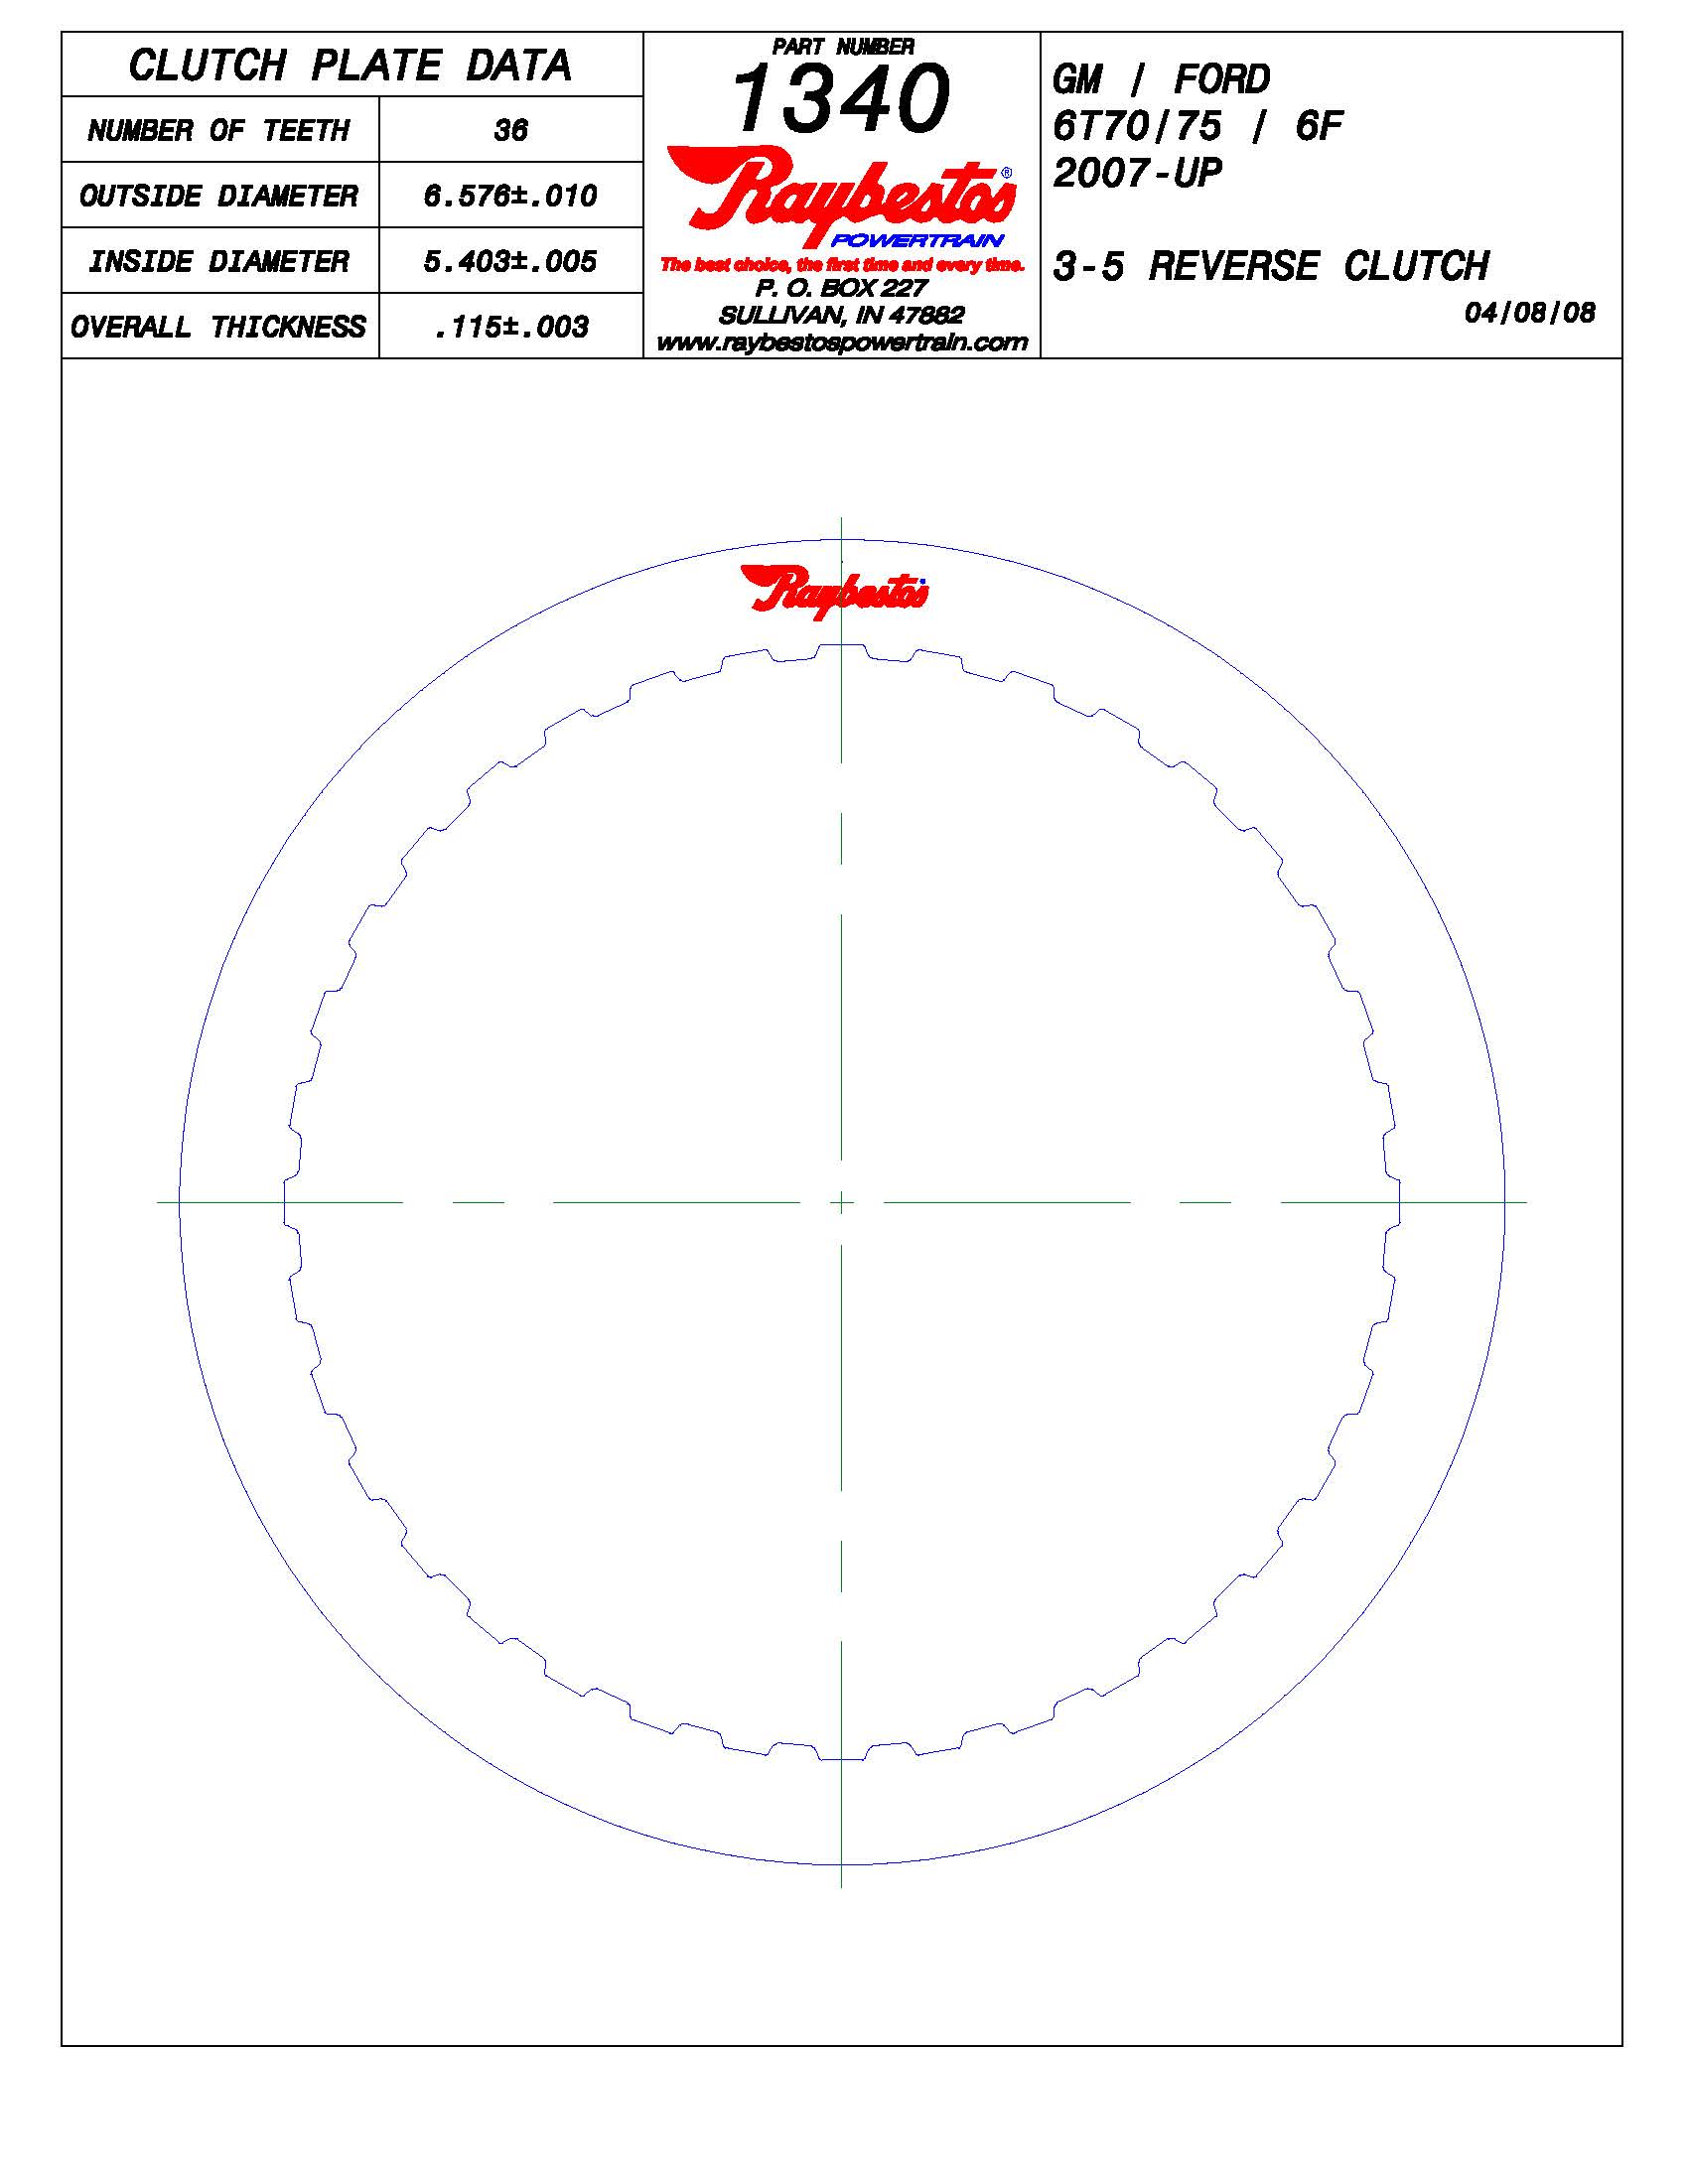 CLUTCH PLATE DATA
NUMBER OF TEETH 36
OUTSIDE DIAMETER 6.576±.010
INSIDE DIAMETER 5.403±.005
OVERALL THICKNESS .115±.003
PART NUMBER
1340
Raybestos®
POWERTRAIN
The best choice, the first time and every time.
P. O. BOX 227
SULLIVAN, IN 47882
www.raybestospowertrain.com
GM / FORD
6T70/75 / 6F
2007-UP
3-5 REVERSE CLUTCH
04/08/08
Raybestos